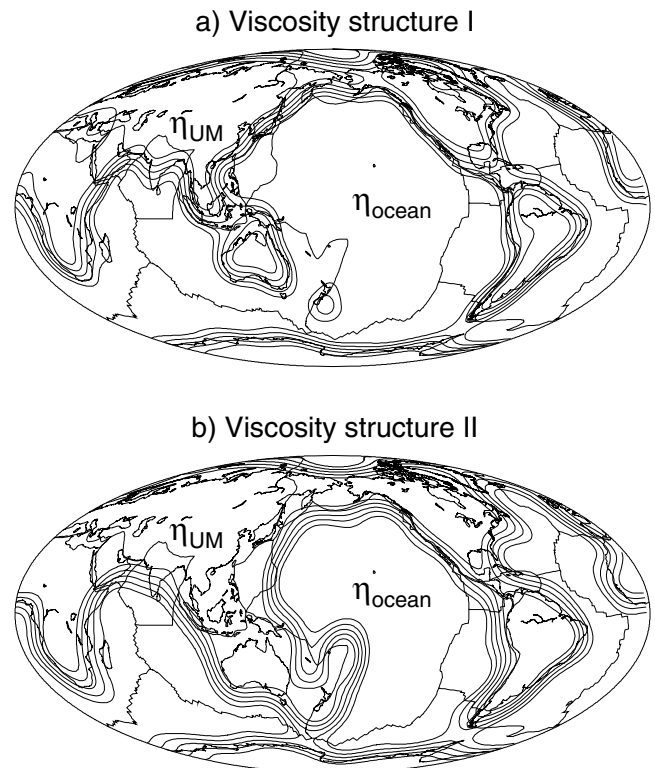 a) Viscosity structure I
ηUM
ηocean
b) Viscosity structure II
ηUM
ηocean